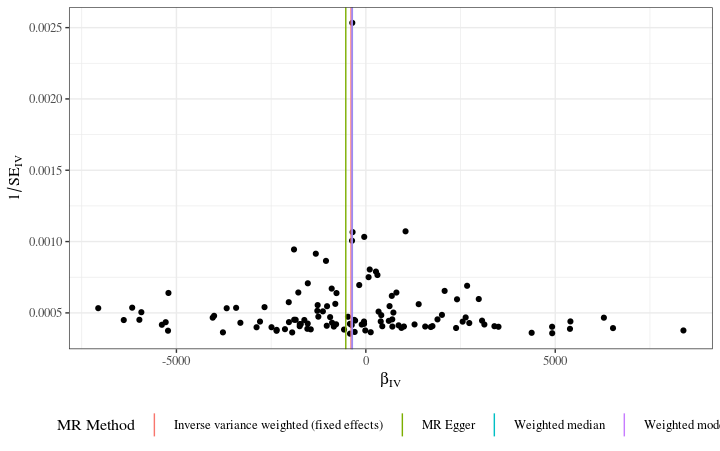 0.0025
0.0020
0.0015
0.0010
0.0005
1/SE_IV
-5000 0 5000
β_IV
MR Method Inverse variance weighted (fixed effects) MR Egger Weighted median Weighted mod